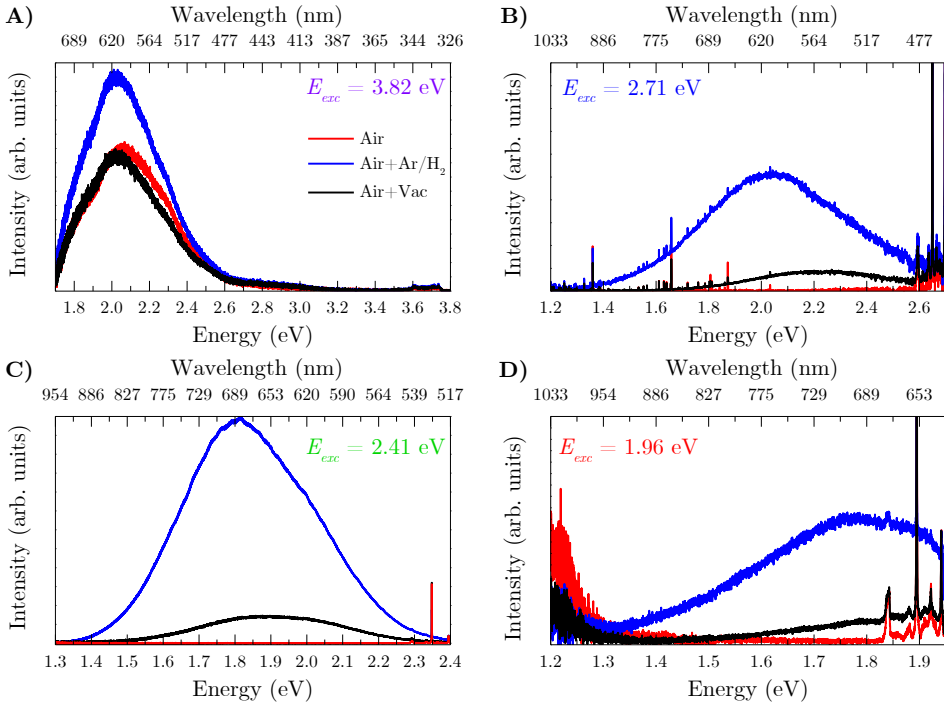 A)
Wavelength (nm)
689 620 564 517 477 443 413 387 365 344 326
Intensity (arb. units)
E_exc = 3.82 eV
Air
Air+Ar/H₂
Air+Vac
1.8 2.0 2.2 2.4 2.6 2.8 3.0 3.2 3.4 3.6 3.8
Energy (eV)
B)
Wavelength (nm)
1033 886 775 689 620 564 517 477
Intensity (arb. units)
E_exc = 2.71 eV
1.2 1.4 1.6 1.8 2.0 2.2 2.4 2.6
Energy (eV)
C)
Wavelength (nm)
954 886 827 775 729 689 653 620 590 564 539 517
Intensity (arb. units)
E_exc = 2.41 eV
1.3 1.4 1.5 1.6 1.7 1.8 1.9 2.0 2.1 2.2 2.3 2.4
Energy (eV)
D)
Wavelength (nm)
1033 954 886 827 775 729 689 653
Intensity (arb. units)
E_exc = 1.96 eV
1.2 1.3 1.4 1.5 1.6 1.7 1.8 1.9
Energy (eV)